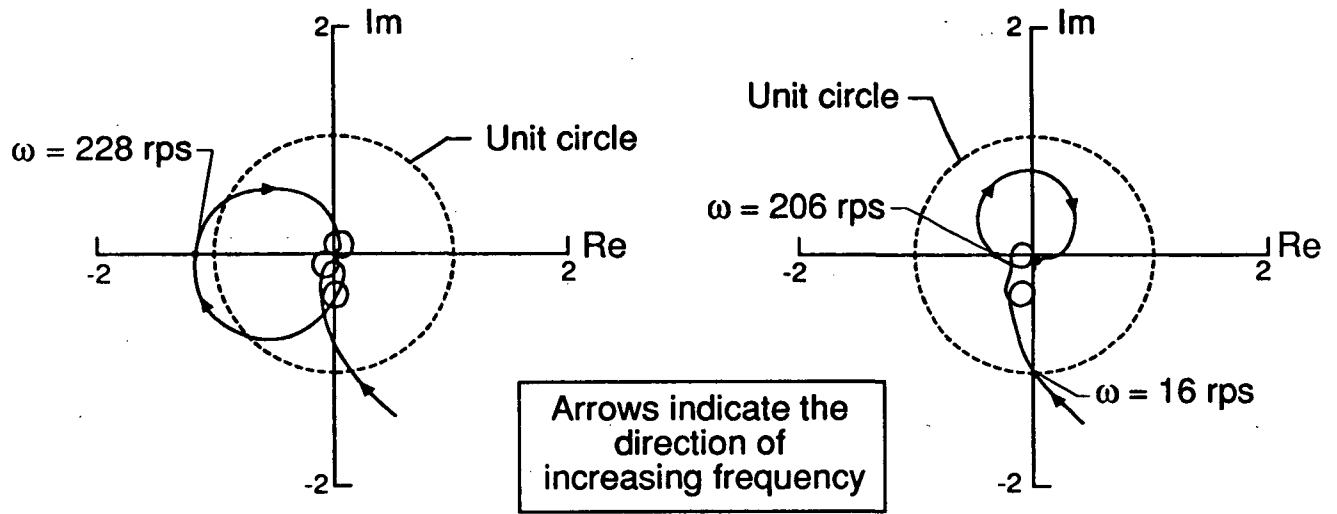 2 Im
ω = 228 rps
Unit circle
-2
2
Re
-2
2 Im
Unit circle
ω = 206 rps
-2
2
Re
ω = 16 rps
-2
Arrows indicate the
direction of
increasing frequency